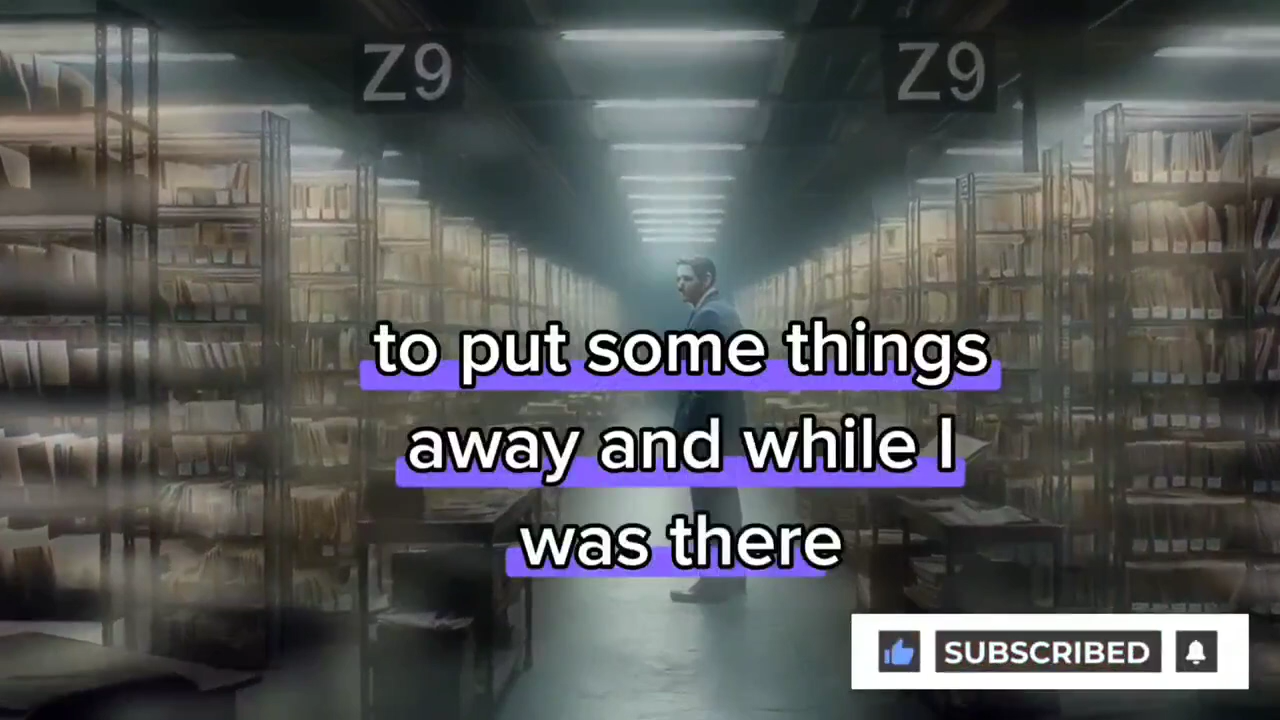 Z9 Z9
to put some things
away and while I
was there
SUBSCRIBED